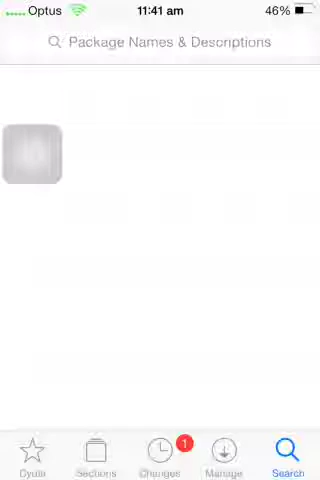 Optus 11:41 am 46%
Package Names & Descriptions
1
Cydia Sections Changes Manage Search